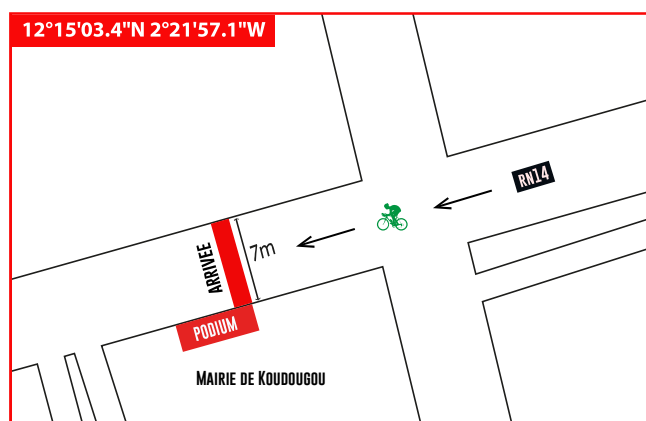 12°15'03.4"N 2°21'57.1"W
RN14
7m
ARRIVEE
PODIUM
MAIRIE DE KOUDOUGOU